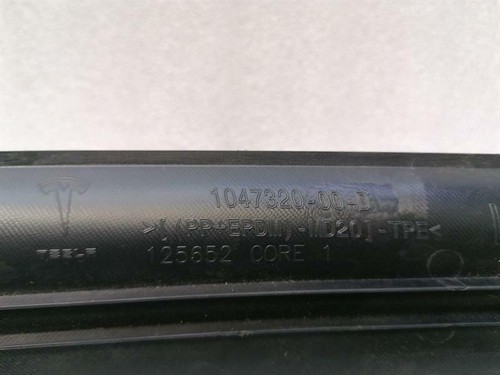 1047320-00-D
>[(PP+EPDM)-MD20]-TPE<
TESLA
125652 CORE 1